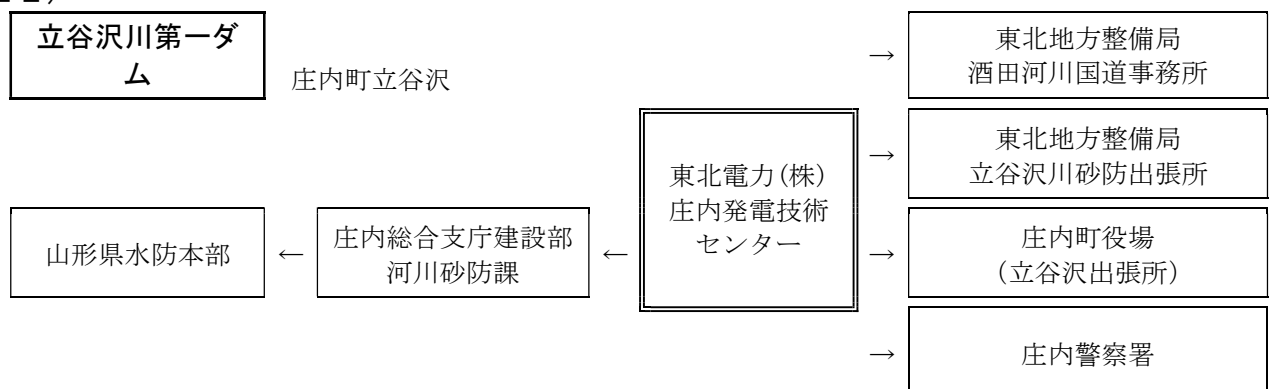 立谷沢川第一ダ
ム
庄内町立谷沢
→
東北地方整備局
酒田河川国道事務所
東北電力(株)
庄内発電技術
センター
→
東北地方整備局
立谷沢川砂防出張所
山形県水防本部
←
庄内総合支庁建設部
河川砂防課
←
→
庄内町役場
(立谷沢出張所)
→
庄内警察署